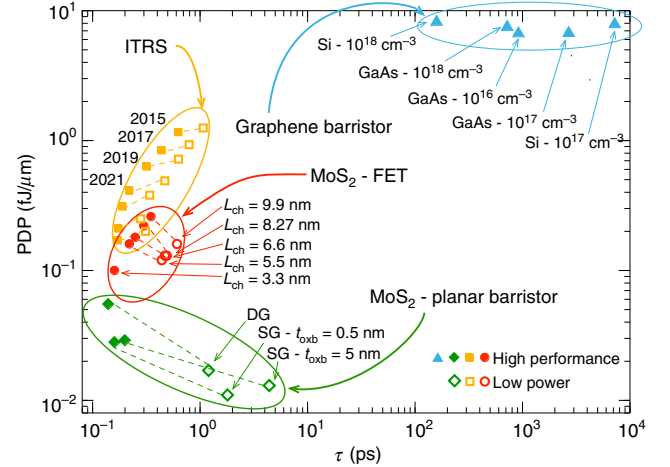 10¹
10⁰
10⁻¹
10⁻²
PDP (fJ/μm)
ITRS
2015
2017
2019
2021
Si - 10¹⁸ cm⁻³
GaAs - 10¹⁸ cm⁻³
GaAs - 10¹⁶ cm⁻³
GaAs - 10¹⁷ cm⁻³
Si - 10¹⁷ cm⁻³
Graphene barristor
MoS₂ - FET
L_ch = 9.9 nm
L_ch = 8.27 nm
L_ch = 6.6 nm
L_ch = 5.5 nm
L_ch = 3.3 nm
MoS₂ - planar barristor
DG
SG - t_oxb = 0.5 nm
SG - t_oxb = 5 nm
High performance
Low power
10⁻¹
10⁰
10¹
10²
10³
10⁴
τ (ps)